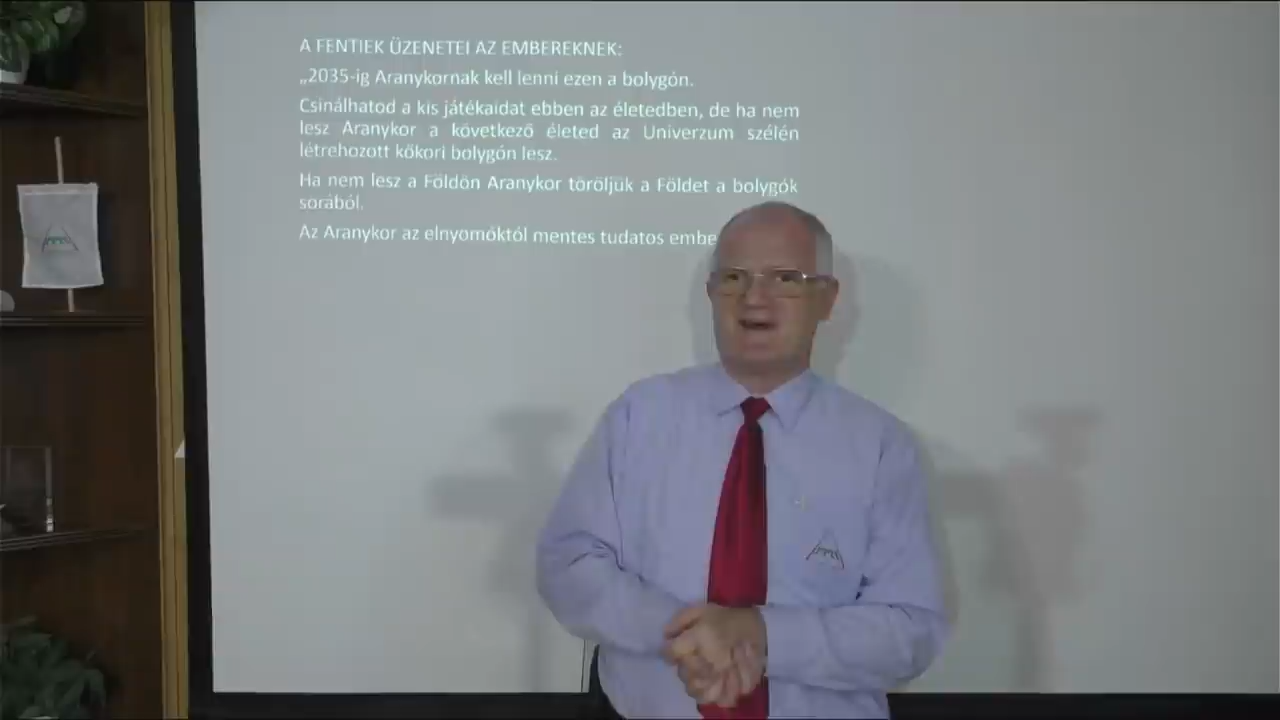 A FENTIEK ÜZENETEI AZ EMBEREKNEK:
„2035-ig Aranykornak kell lenni ezen a bolygón.
Csinálhatod a kis játékaidat ebben az életedben, de ha nem
lesz Aranykor a következő életed az Univerzum szélén
létrehozott kőkori bolygón lesz.
Ha nem lesz a Földön Aranykor töröljük a Földet a bolygók
sorából.
Az Aranykor az elnyomóktól mentes tudatos embe